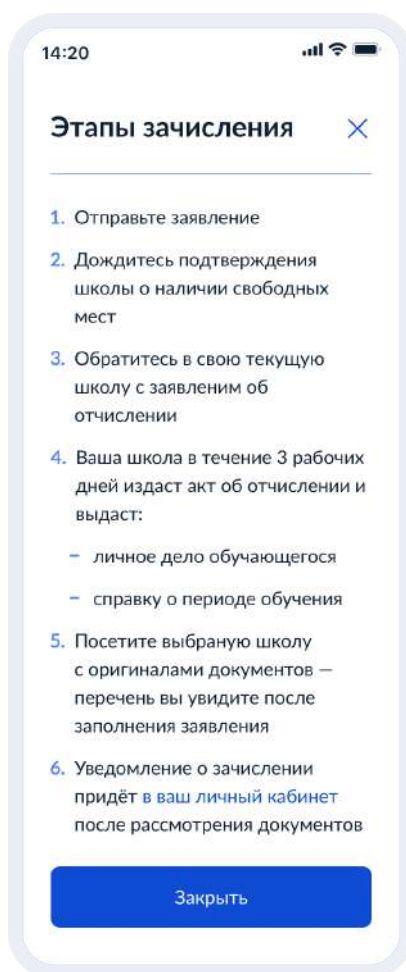 14:20
Этапы зачисления
1. Отправьте заявление
2. Дождитесь подтверждения
школы о наличии свободных
мест
3. Обратитесь в свою текущую
школу с заявленим об
отчислении
4. Ваша школа в течение 3 рабочих
дней издаст акт об отчислении и
выдаст:
– личное дело обучающегося
– справку о периоде обучения
5. Посетите выбраную школу
с оригиналами документов —
перечень вы увидите после
заполнения заявления
6. Уведомление о зачислении
придёт в ваш личный кабинет
после рассмотрения документов
Закрыть